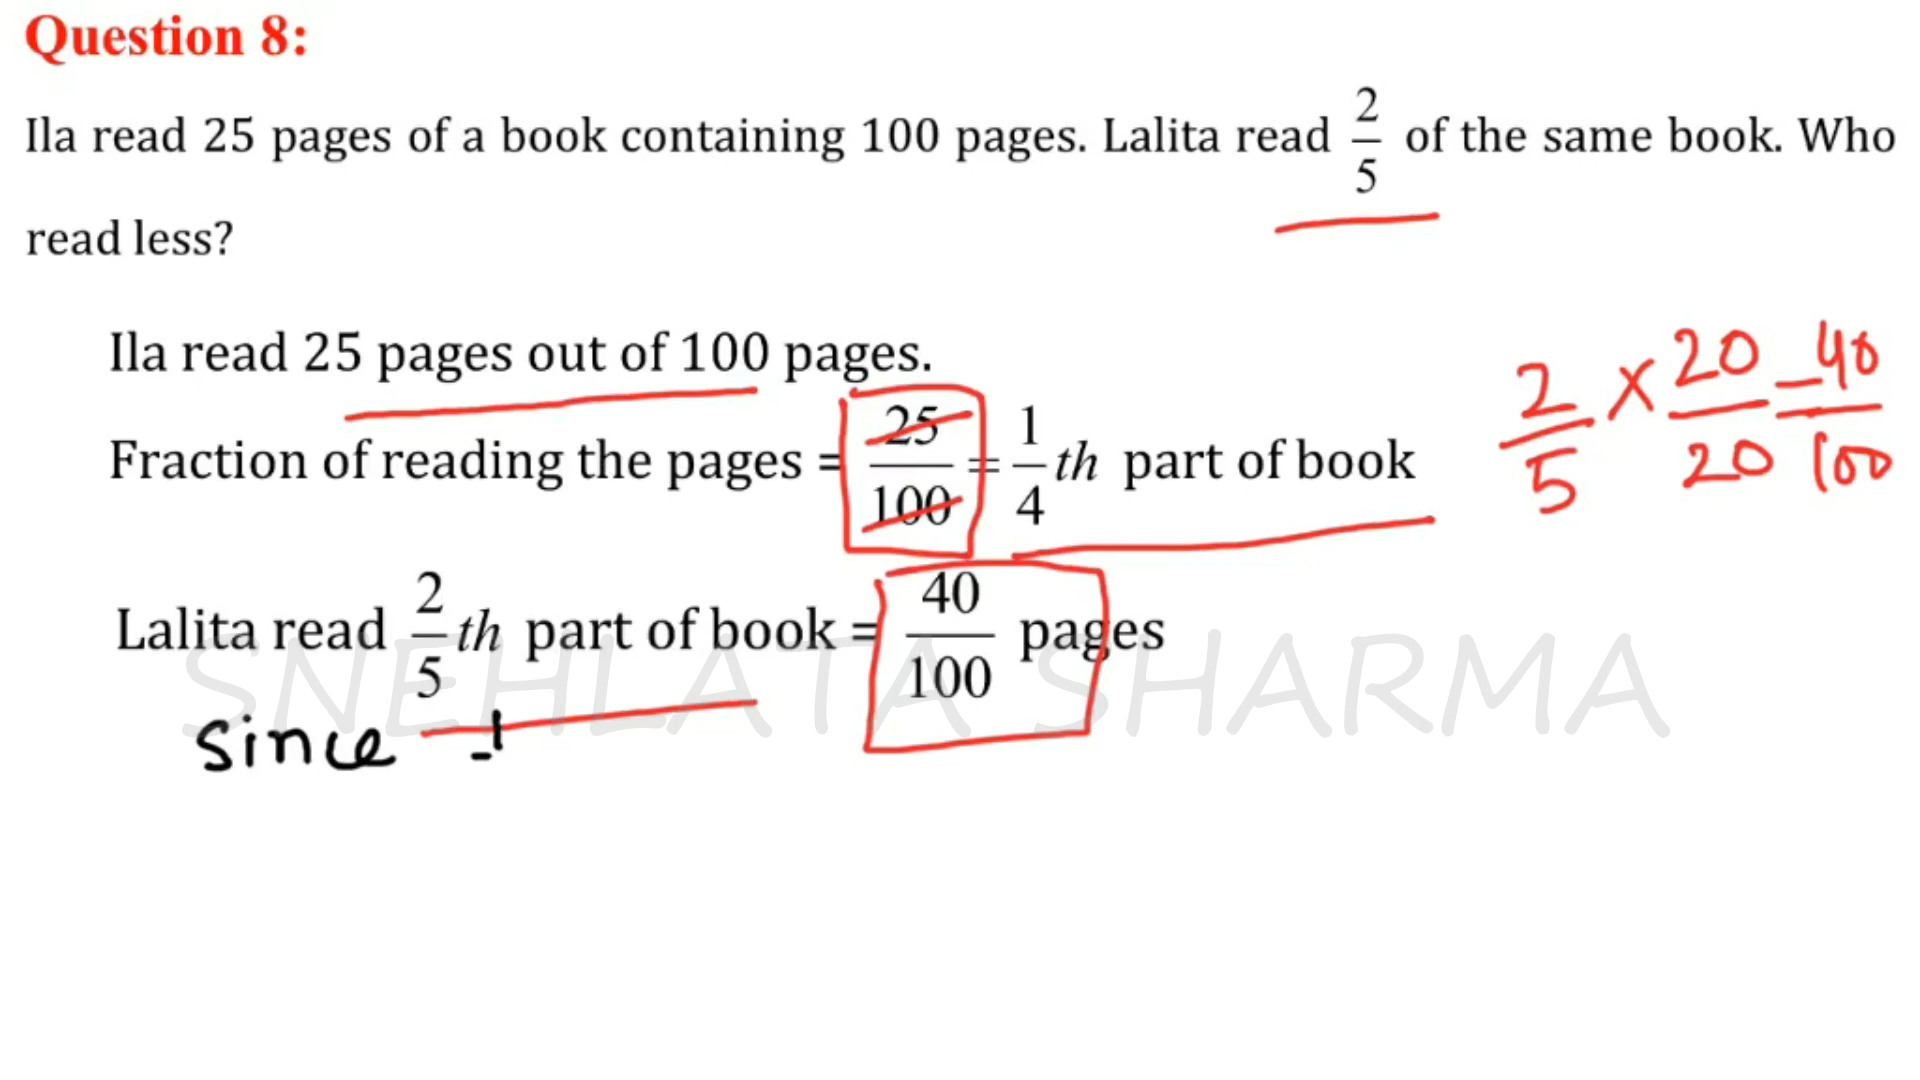 Question 8:
Ila read 25 pages of a book containing 100 pages. Lalita read 2/5 of the same book. Who
read less?
Ila read 25 pages out of 100 pages.
Fraction of reading the pages = 25/100 = 1/4 th part of book
2/5 × 20/20 = 40/100
Lalita read 2/5 th part of book = 40/100 pages
SNEHLATA SHARMA
Since